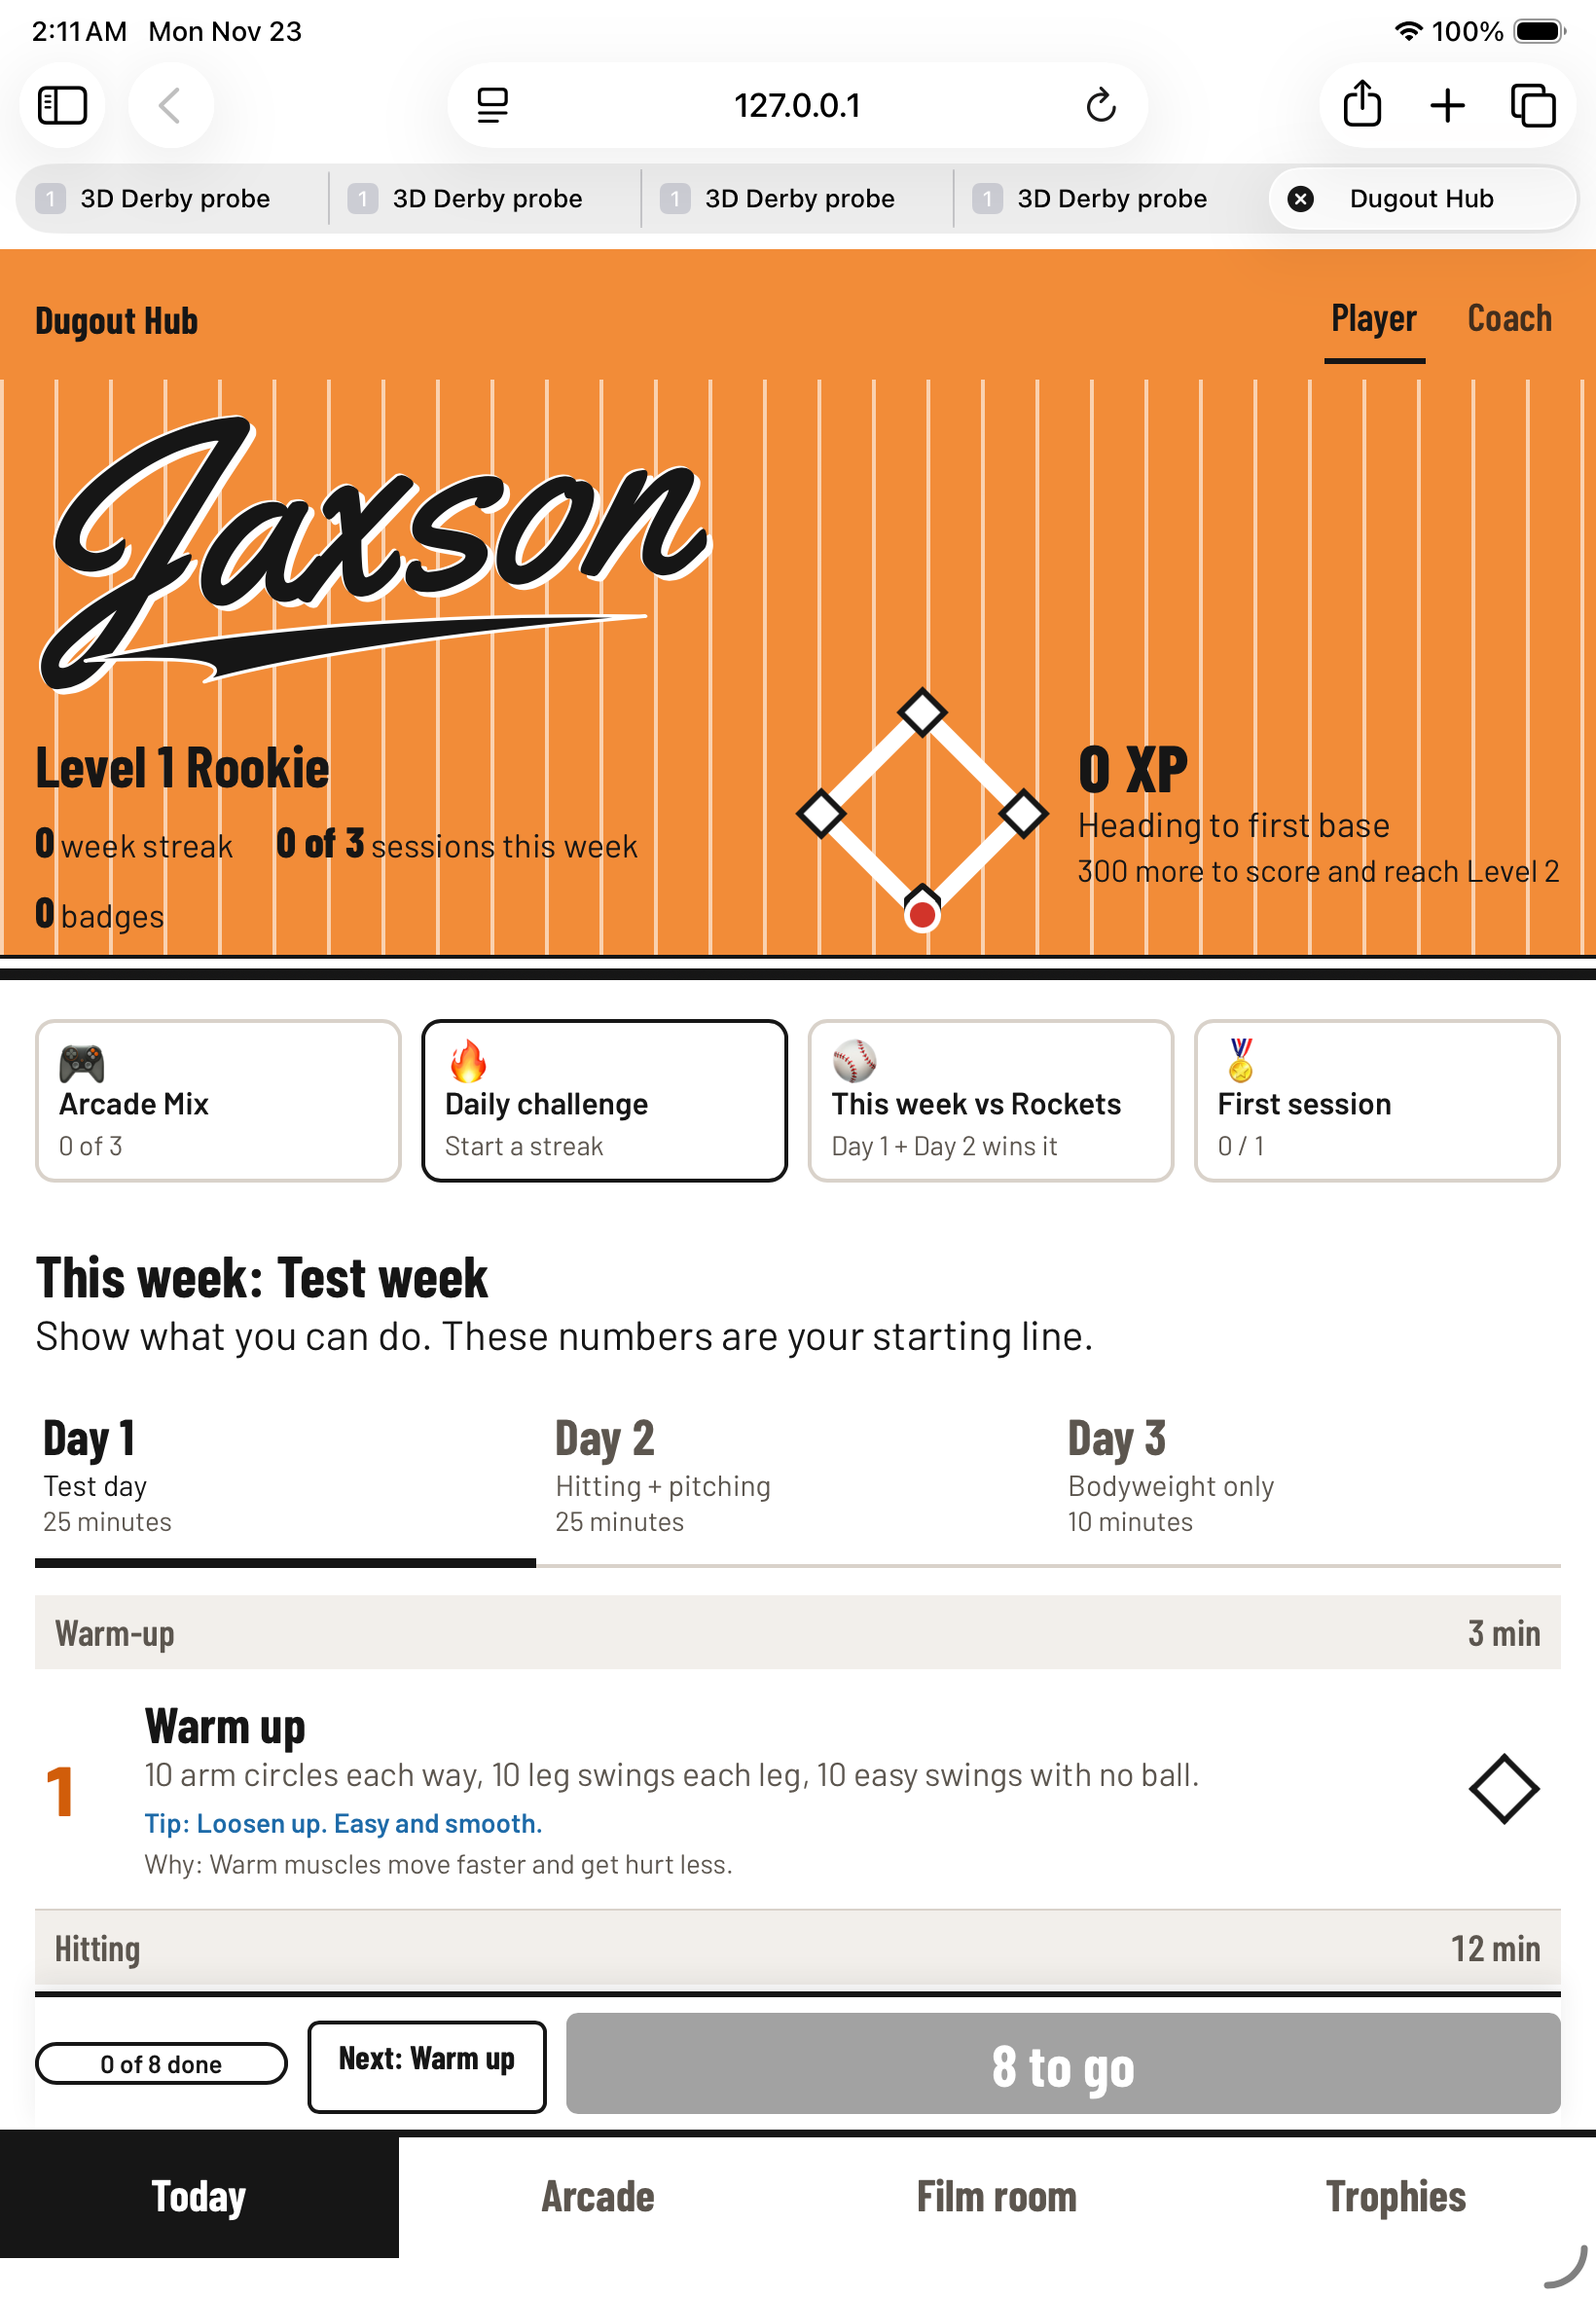 2:11 AM Mon Nov 23
100%
127.0.0.1
1 3D Derby probe
1 3D Derby probe
1 3D Derby probe
1 3D Derby probe
Dugout Hub
Dugout Hub
Player
Coach
Jaxson
Level 1 Rookie
0 week streak
0 of 3 sessions this week
0 badges
0 XP
Heading to first base
300 more to score and reach Level 2
Arcade Mix
0 of 3
Daily challenge
Start a streak
This week vs Rockets
Day 1 + Day 2 wins it
First session
0 / 1
This week: Test week
Show what you can do. These numbers are your starting line.
Day 1
Test day
25 minutes
Day 2
Hitting + pitching
25 minutes
Day 3
Bodyweight only
10 minutes
Warm-up
3 min
1
Warm up
10 arm circles each way, 10 leg swings each leg, 10 easy swings with no ball.
Tip: Loosen up. Easy and smooth.
Why: Warm muscles move faster and get hurt less.
Hitting
12 min
0 of 8 done
Next: Warm up
8 to go
Today
Arcade
Film room
Trophies